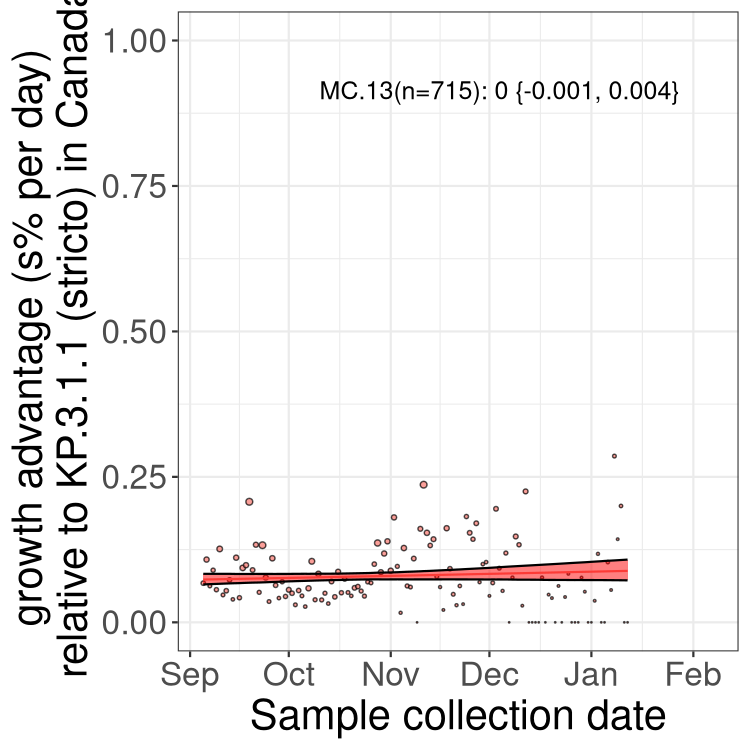 growth advantage (s% per day)
relative to KP.3.1.1 (stricto) in Canada
1.00
0.75
0.50
0.25
0.00
MC.13(n=715): 0 {-0.001, 0.004}
Sep Oct Nov Dec Jan Feb
Sample collection date